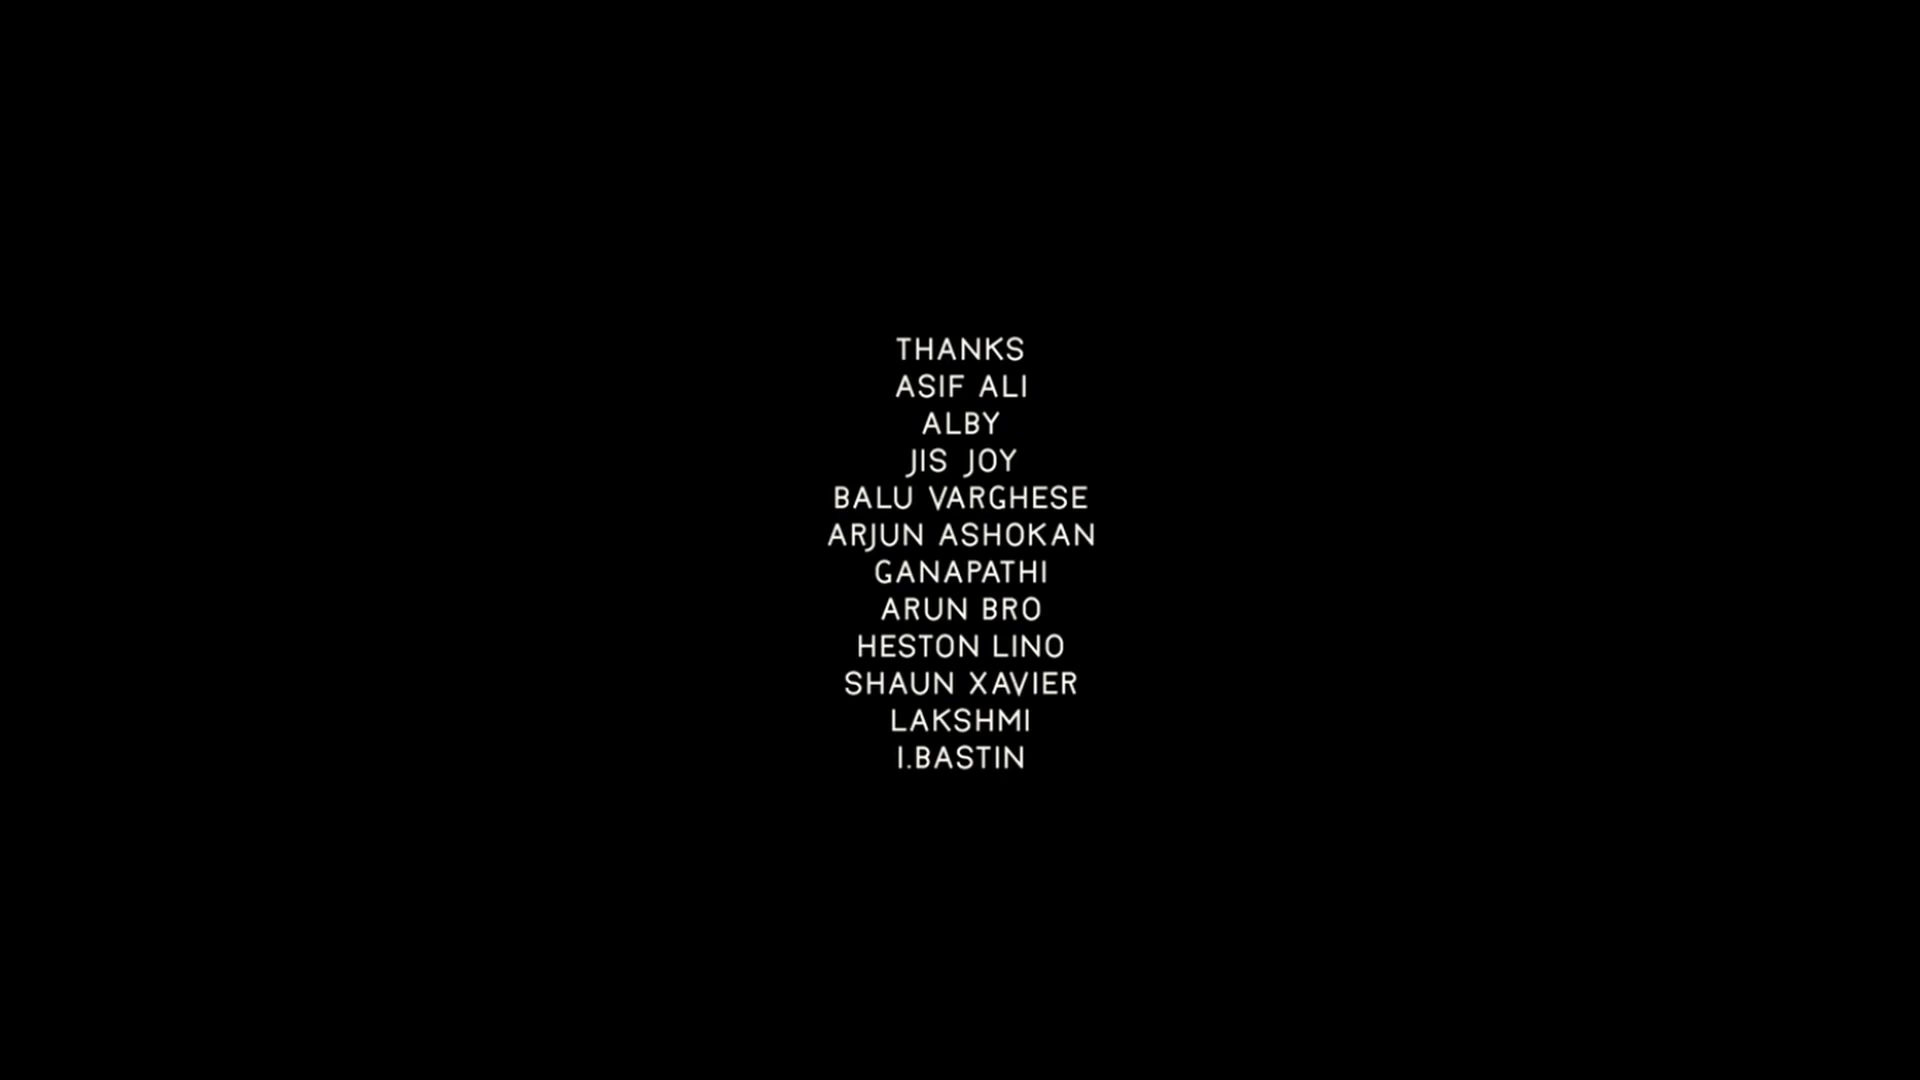 THANKS
ASIF ALI
ALBY
JIS JOY
BALU VARGHESE
ARJUN ASHOKAN
GANAPATHI
ARUN BRO
HESTON LINO
SHAUN XAVIER
LAKSHMI
I.BASTIN